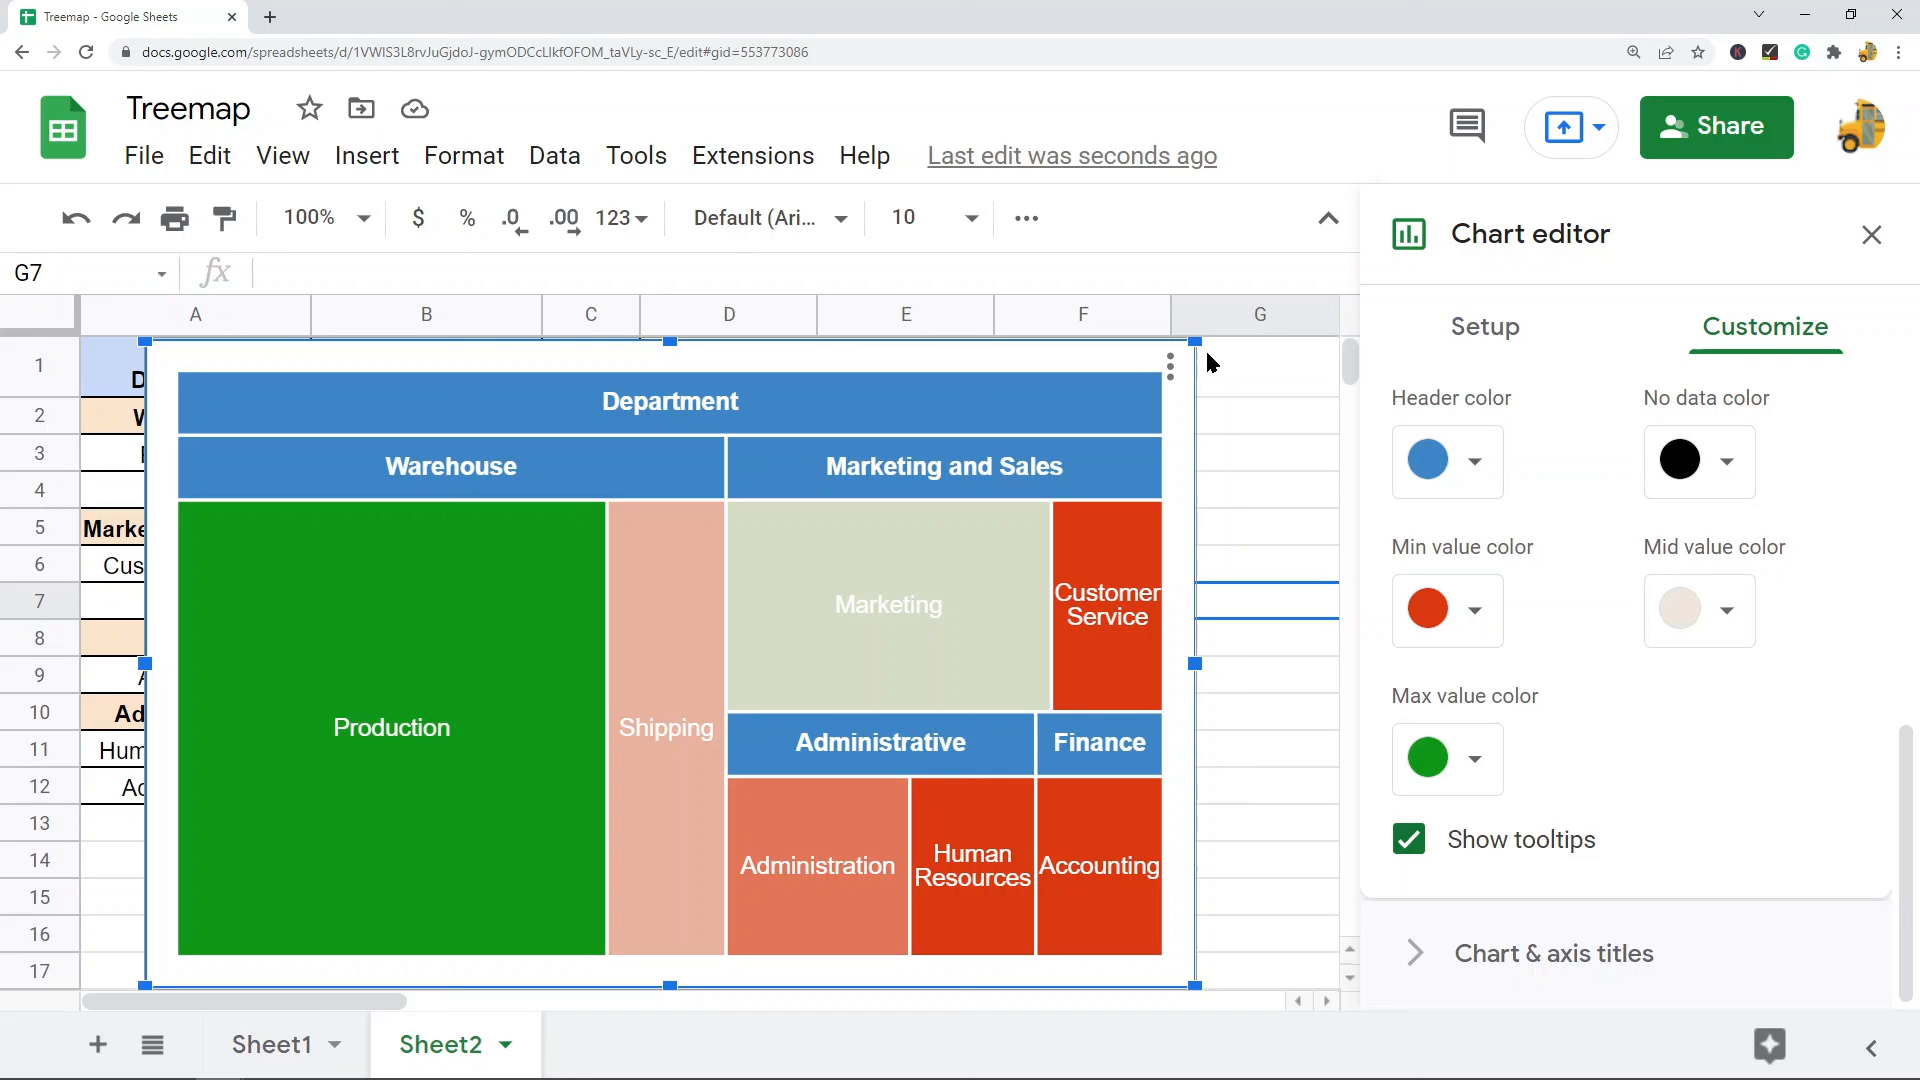 Treemap - Google Sheets
docs.google.com/spreadsheets/d/1VWIS3L8rvJuGjdoJ-gymODCcLlkfOFOM_taVLy-sc_E/edit#gid=553773086
Treemap
Share
File Edit View Insert Format Data Tools Extensions Help Last edit was seconds ago
100% $ % .0 .00 123 Default (Ari... 10
Chart editor
G7 fx
A B C D E F G
Setup Customize
1
2
3
4
5 Marke
6 Cus
7
8
9
10 Ad
11 Hum
12
13
14
15
16
17
Department
Warehouse Marketing and Sales
Production
Shipping
Marketing
Customer
Service
Administrative Finance
Administration
Human
Resources
Accounting
Header color No data color
Min value color Mid value color
Max value color
Show tooltips
Chart & axis titles
Sheet1 Sheet2